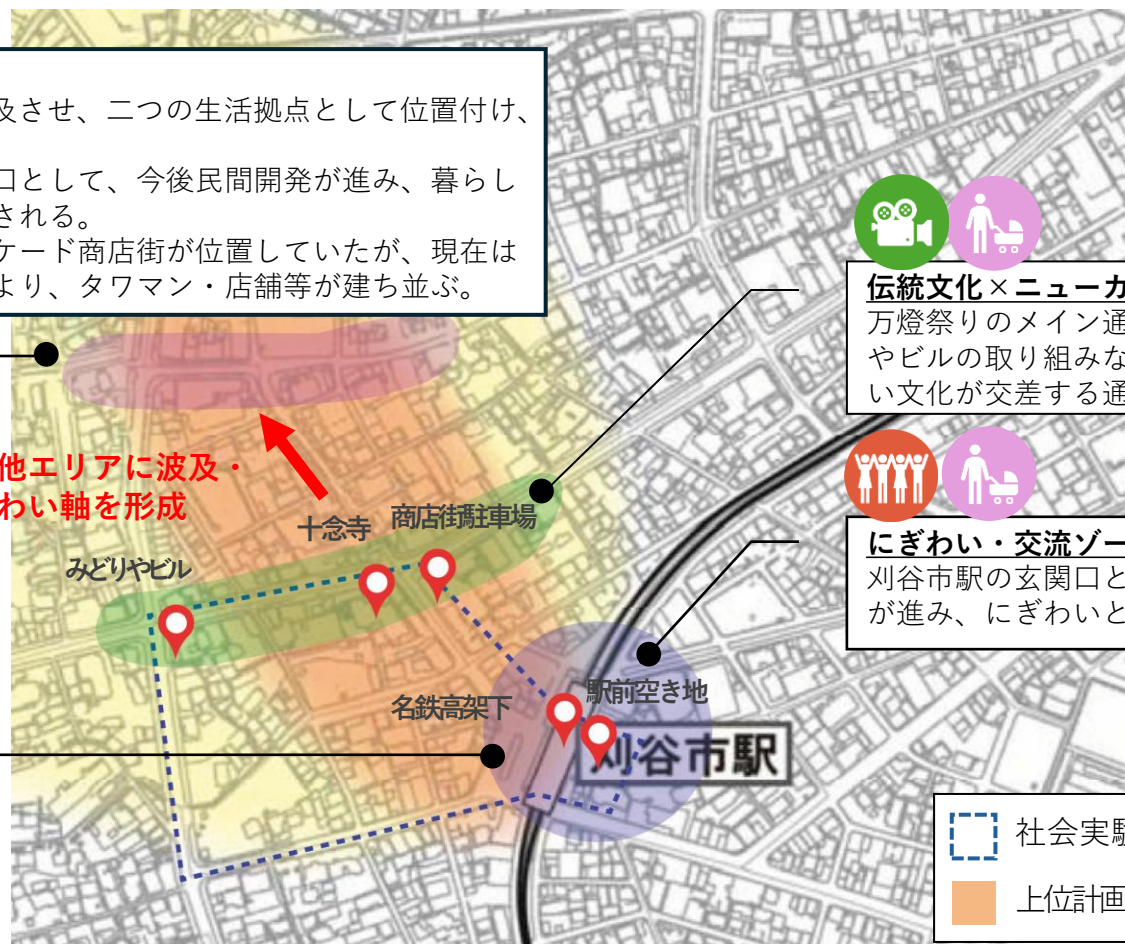 及させ、二つの生活拠点として位置付け、
口として、今後民間開発が進み、暮らし
される。
ケード商店街が位置していたが、現在は
より、タワマン・店舗等が建ち並ぶ。
伝統文化×ニューカ
万燈祭りのメイン通
やビルの取り組みな
い文化が交差する通
他エリアに波及・
わい軸を形成
十念寺
商店街駐車場
みどりやビル
にぎわい・交流ゾー
刈谷市駅の玄関口と
が進み、にぎわいと
名鉄高架下
駅前空き地
刈谷市駅
社会実験
上位計画